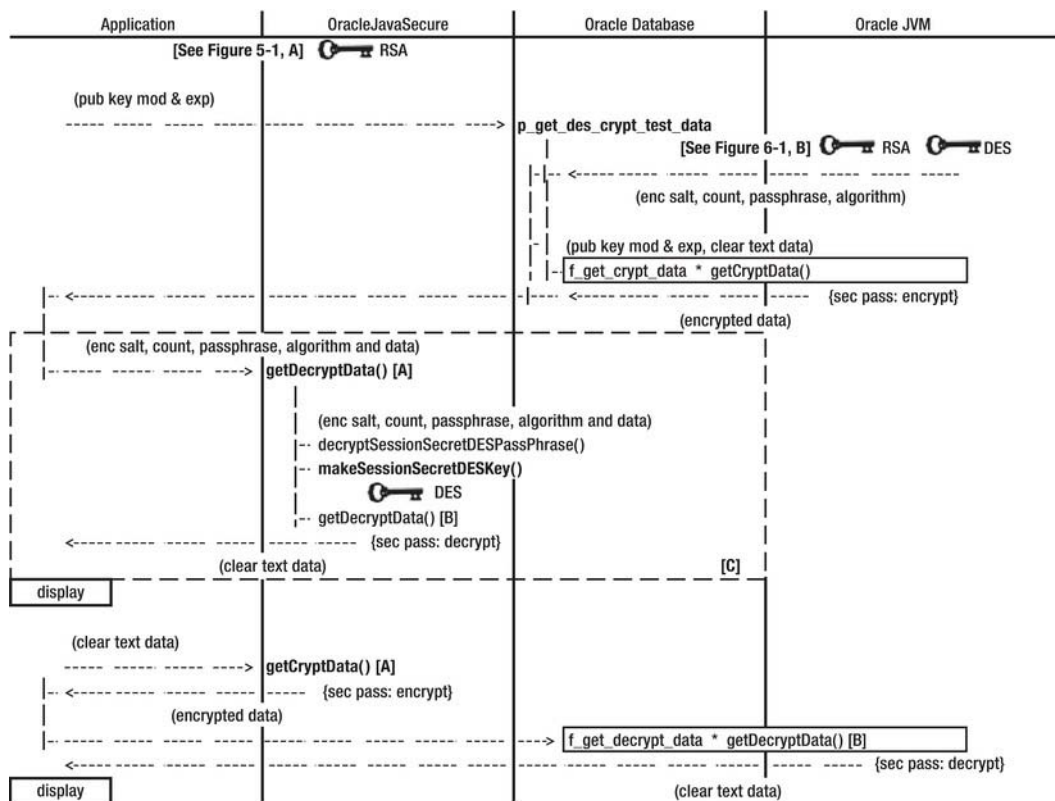 Application OracleJavaSecure Oracle Database Oracle JVM
[See Figure 5-1, A] RSA
(pub key mod & exp)
p_get_des_crypt_test_data
[See Figure 6-1, B] RSA DES
(enc salt, count, passphrase, algorithm)
(pub key mod & exp, clear text data)
f_get_crypt_data * getCryptData()
{sec pass: encrypt}
(encrypted data)
(enc salt, count, passphrase, algorithm and data)
getDecryptData() [A]
(enc salt, count, passphrase, algorithm and data)
decryptSessionSecretDESPassPhrase()
makeSessionSecretDESKey()
DES
getDecryptData() [B]
{sec pass: decrypt}
(clear text data) [C]
display
(clear text data)
getCryptData() [A]
{sec pass: encrypt}
(encrypted data)
f_get_decrypt_data * getDecryptData() [B]
{sec pass: decrypt}
display (clear text data)